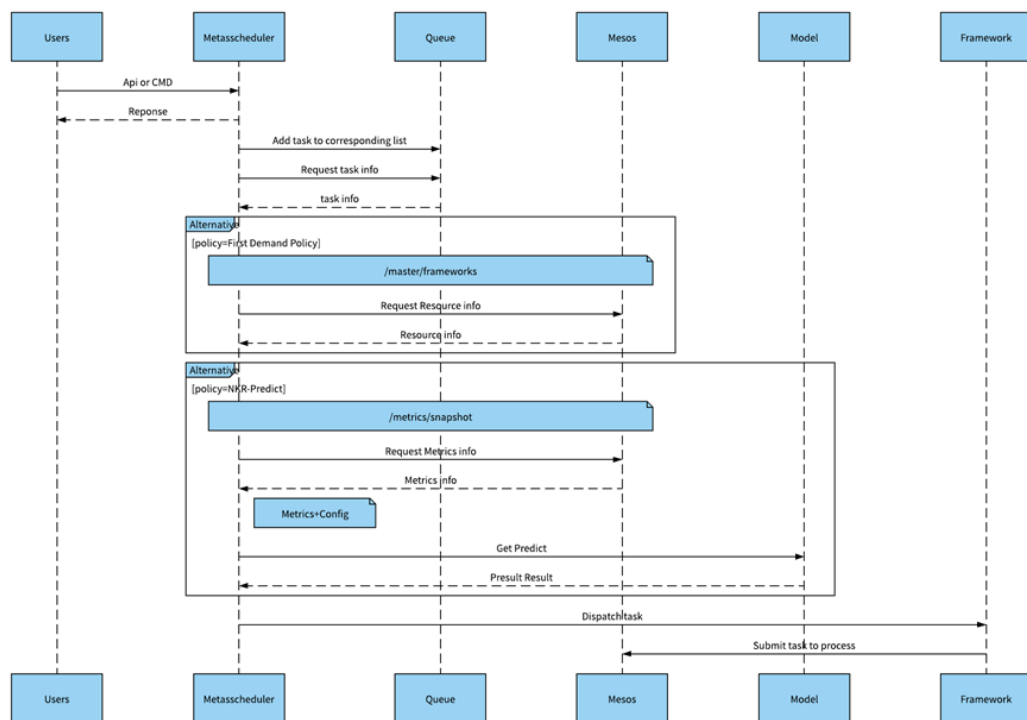 Users
Metasscheduler
Queue
Mesos
Model
Framework
Api or CMD
Reponse
Add task to corresponding list
Request task info
task info
Alternative
[policy=First Demand Policy]
/master/frameworks
Request Resource info
Resource info
Alternative
[policy=NKR-Predict]
/metrics/snapshot
Request Metrics info
Metrics info
Metrics+Config
Get Predict
Presult Result
Dispatch task
Submit task to process
Users
Metasscheduler
Queue
Mesos
Model
Framework